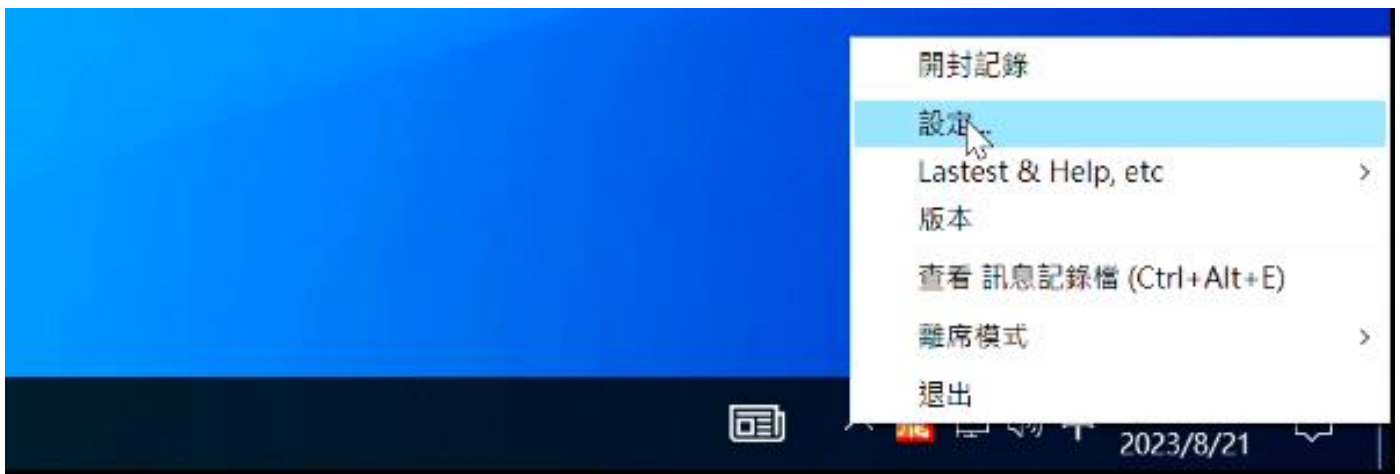 開封記錄
設定...
Lastest & Help, etc
版本
查看 訊息記錄檔 (Ctrl+Alt+E)
離席模式
退出
2023/8/21